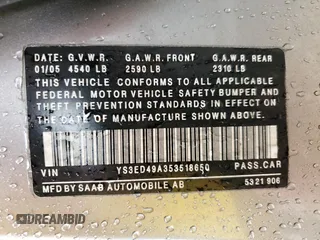 DATE: G.V.W.R. G.A.W.R. FRONT G.A.W.R. REAR
01/05 4540 LB 2590 LB 2310 LB
THIS VEHICLE CONFORMS TO ALL APPLICABLE
FEDERAL MOTOR VEHICLE SAFETY BUMPER AND
THEFT PREVENTION STANDARDS IN EFFECT ON
THE DATE OF MANUFACTURE SHOWN ABOVE.
VIN YS3ED49A353518650 PASS.CAR
MFD BY SAAB AUTOMOBILE AB 5321906
DREAMBID